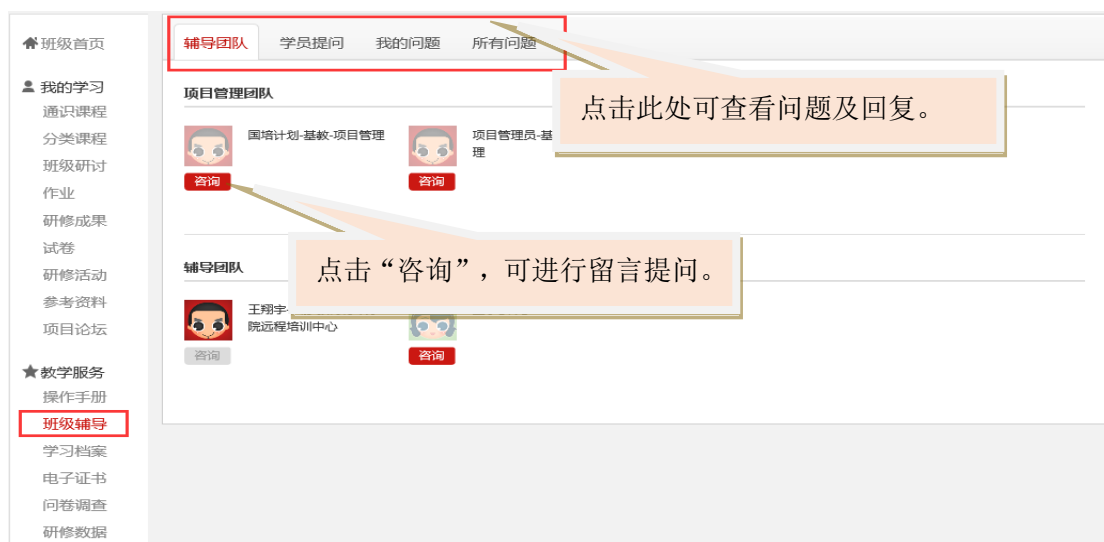 班级首页
我的学习
通识课程
分类课程
班级研讨
作业
研修成果
试卷
研修活动
参考资料
项目论坛
教学服务
操作手册
班级辅导
学习档案
电子证书
问卷调查
研修数据
辅导团队 学员提问 我的问题 所有问题
点击此处可查看问题及回复。
项目管理团队
国培计划-基教-项目管理
咨询
项目管理员-基
理
咨询
点击“咨询”，可进行留言提问。
辅导团队
王翔宇
院远程培训中心
咨询
咨询